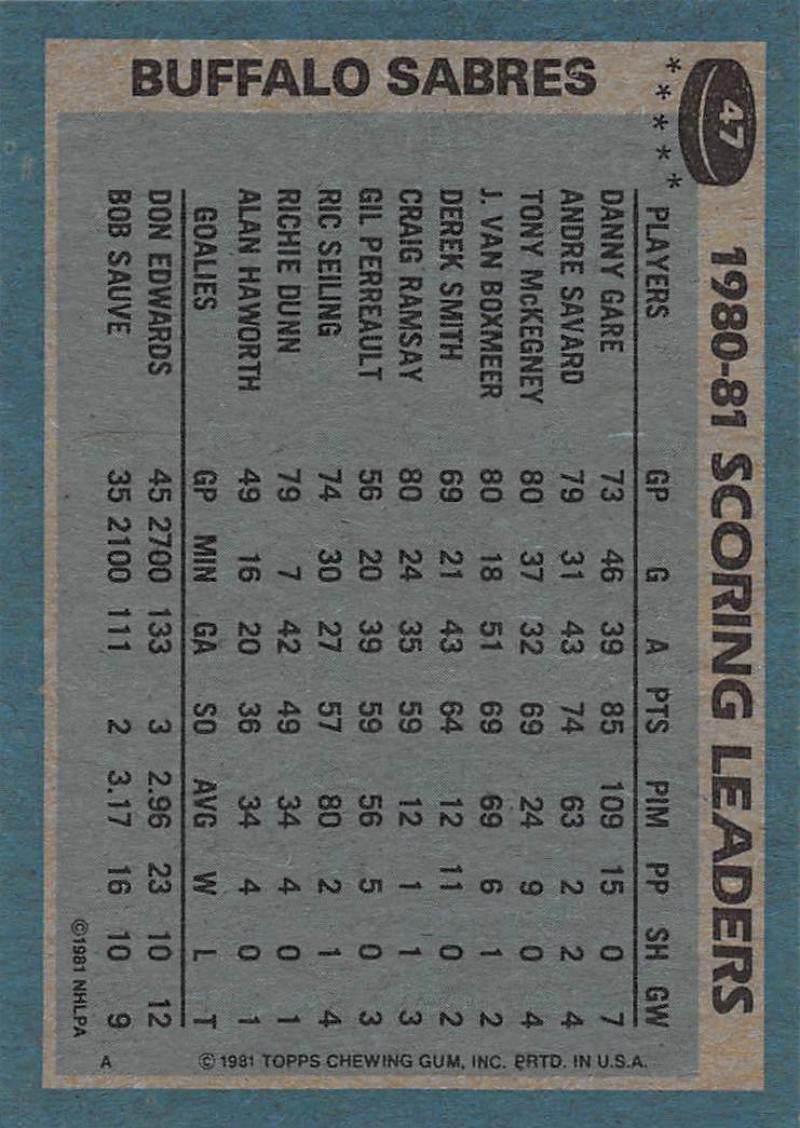 47
1980-81 SCORING LEADERS
BUFFALO SABRES
* * * * *
PLAYERS GP G A PTS PIM PP SH GW
DANNY GARE 73 46 39 85 109 15 0 7
ANDRE SAVARD 79 31 43 74 63 2 2 4
TONY McKEGNEY 80 37 32 69 24 9 0 4
J. VAN BOXMEER 80 18 51 69 69 6 1 2
DEREK SMITH 69 21 43 64 12 11 0 2
CRAIG RAMSAY 80 24 35 59 12 1 1 3
GIL PERREAULT 56 20 39 59 56 5 0 3
RIC SEILING 74 30 27 57 80 2 1 4
RICHIE DUNN 79 7 42 49 34 4 0 1
ALAN HAWORTH 49 16 20 36 34 4 0 1
GOALIES GP MIN GA SO AVG W L T
DON EDWARDS 45 2700 133 3 2.96 23 10 12
BOB SAUVE 35 2100 111 2 3.17 16 10 9
©1981 NHLPA
A
©1981 TOPPS CHEWING GUM, INC. PRTD. IN U.S.A.